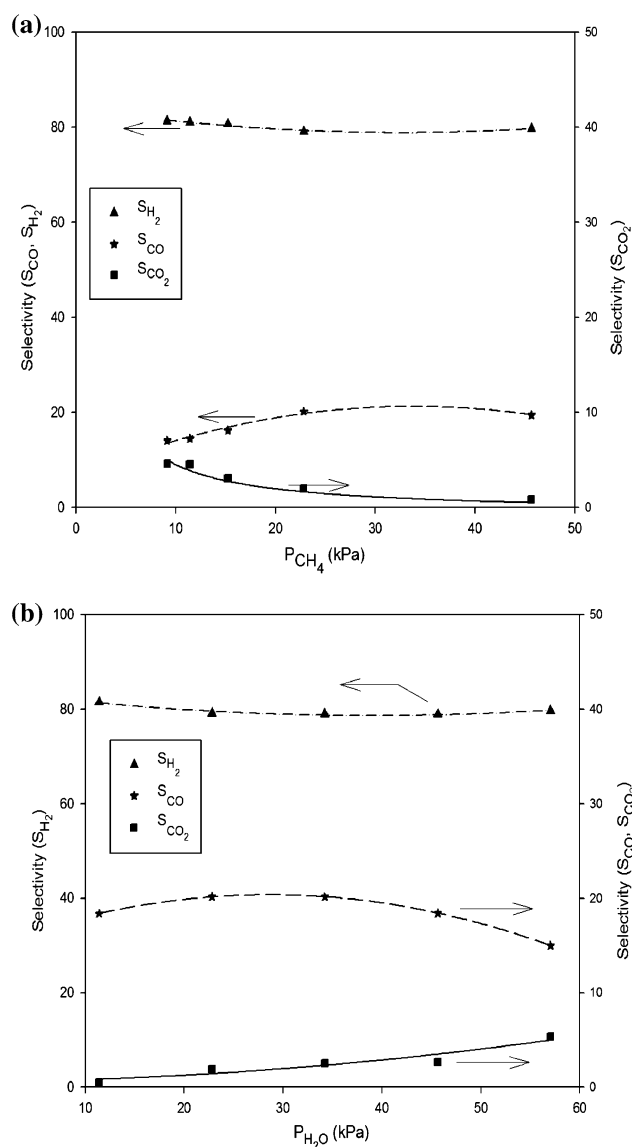 (a)
100
80
60
40
20
0
50
40
30
20
10
0
Selectivity (S_CO, S_H2)
Selectivity (S_CO2)
S_H2
S_CO
S_CO2
0 10 20 30 40 50
P_CH4 (kPa)
(b)
100
80
60
40
20
0
50
40
30
20
10
0
Selectivity (S_H2)
Selectivity (S_CO, S_CO2)
S_H2
S_CO
S_CO2
10 20 30 40 50 60
P_H2O (kPa)